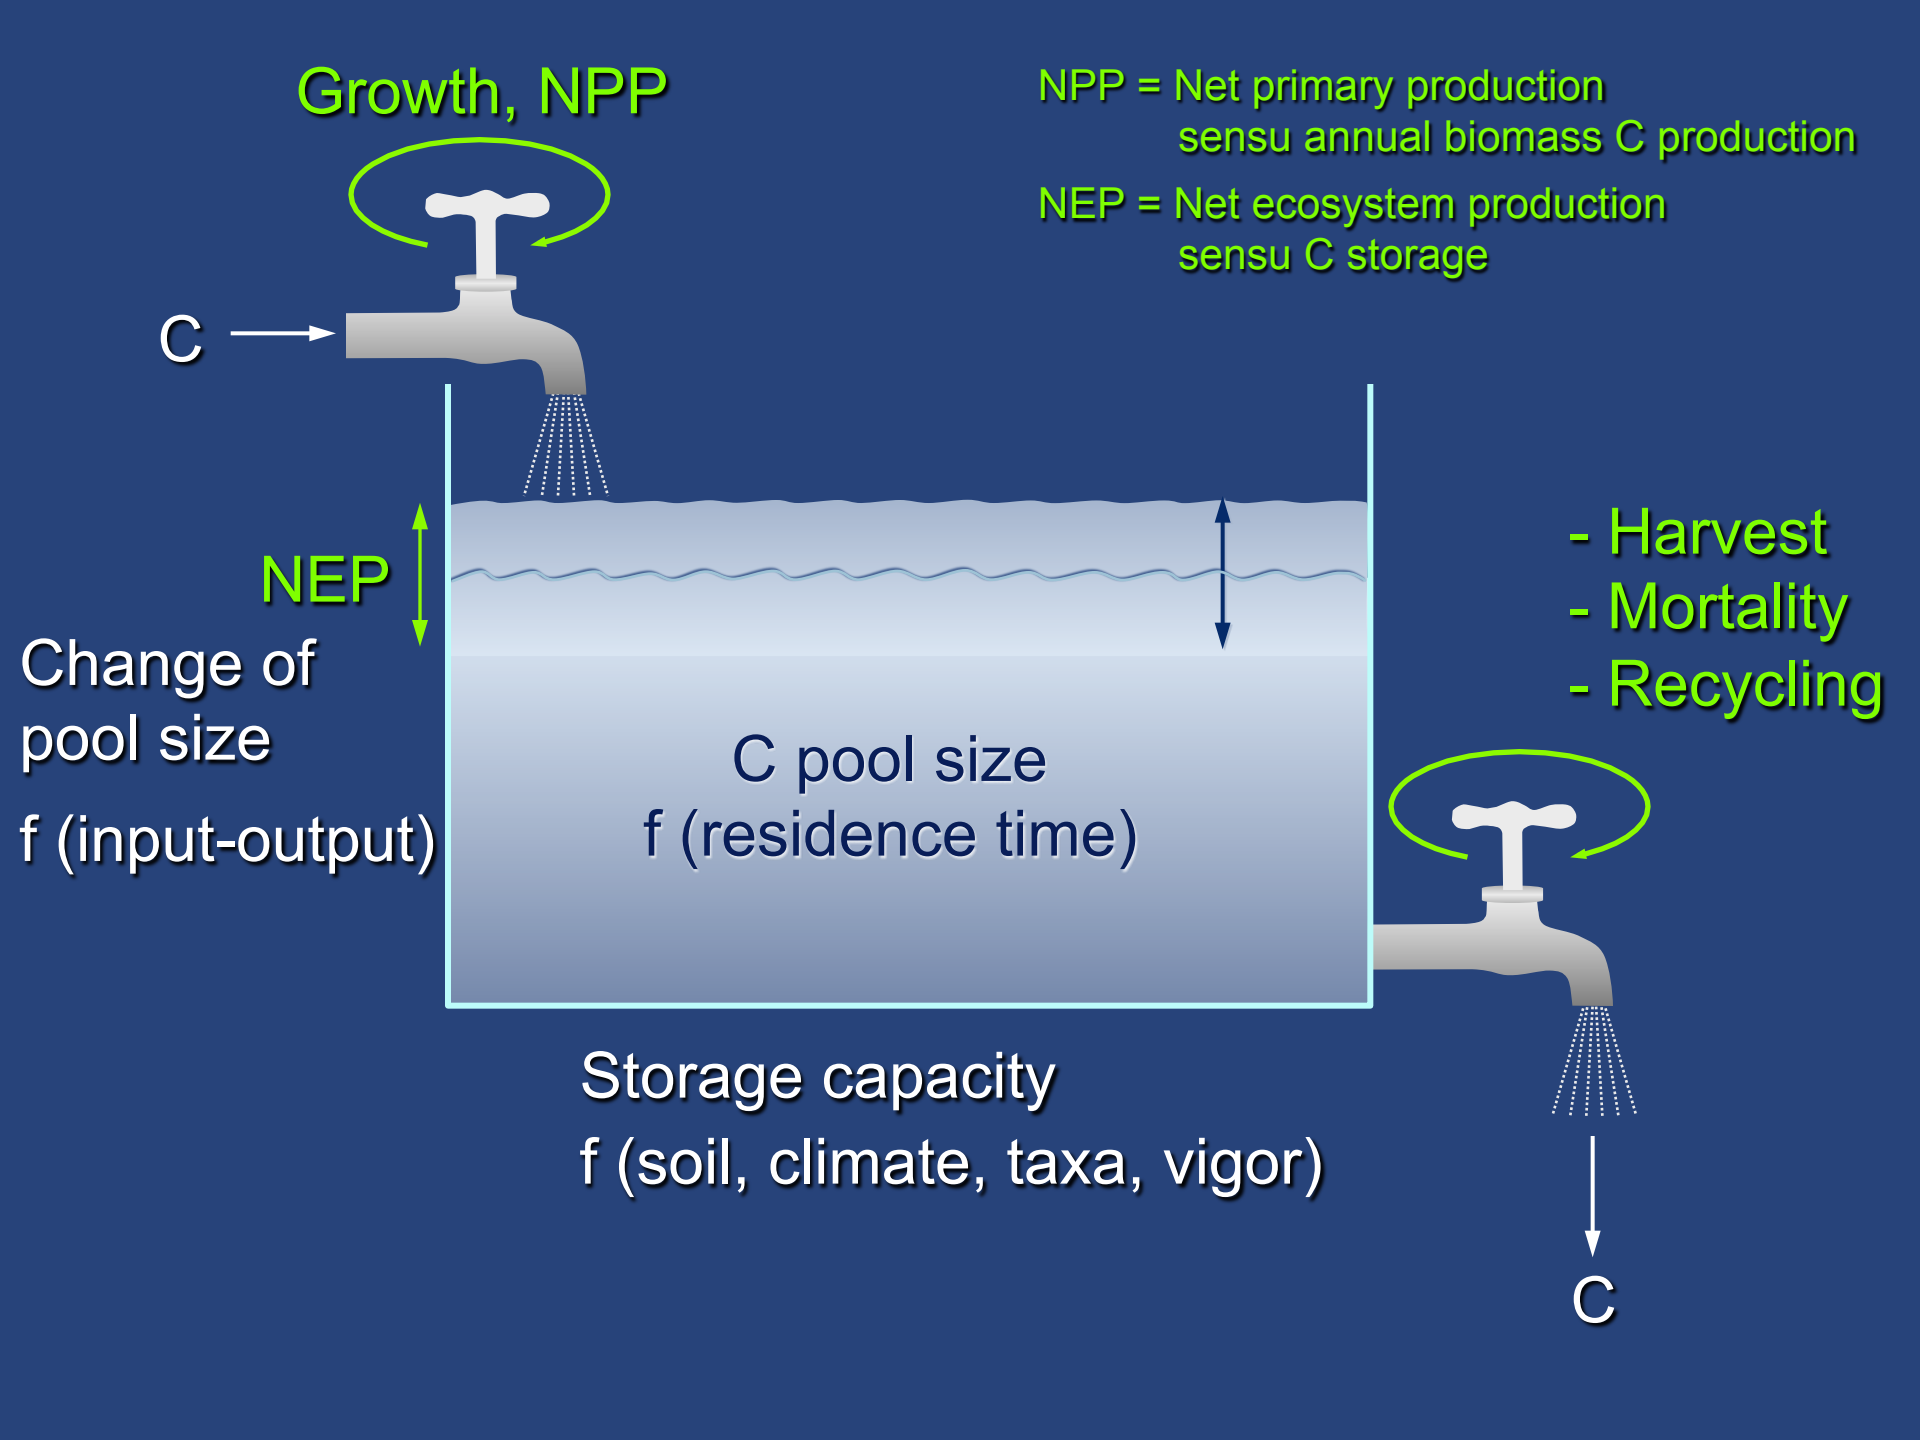 Growth, NPP
NPP = Net primary production
sensu annual biomass C production
NEP = Net ecosystem production
sensu C storage
C
NEP
Change of
pool size
f (input-output)
C pool size
f (residence time)
- Harvest
- Mortality
- Recycling
Storage capacity
f (soil, climate, taxa, vigor)
C